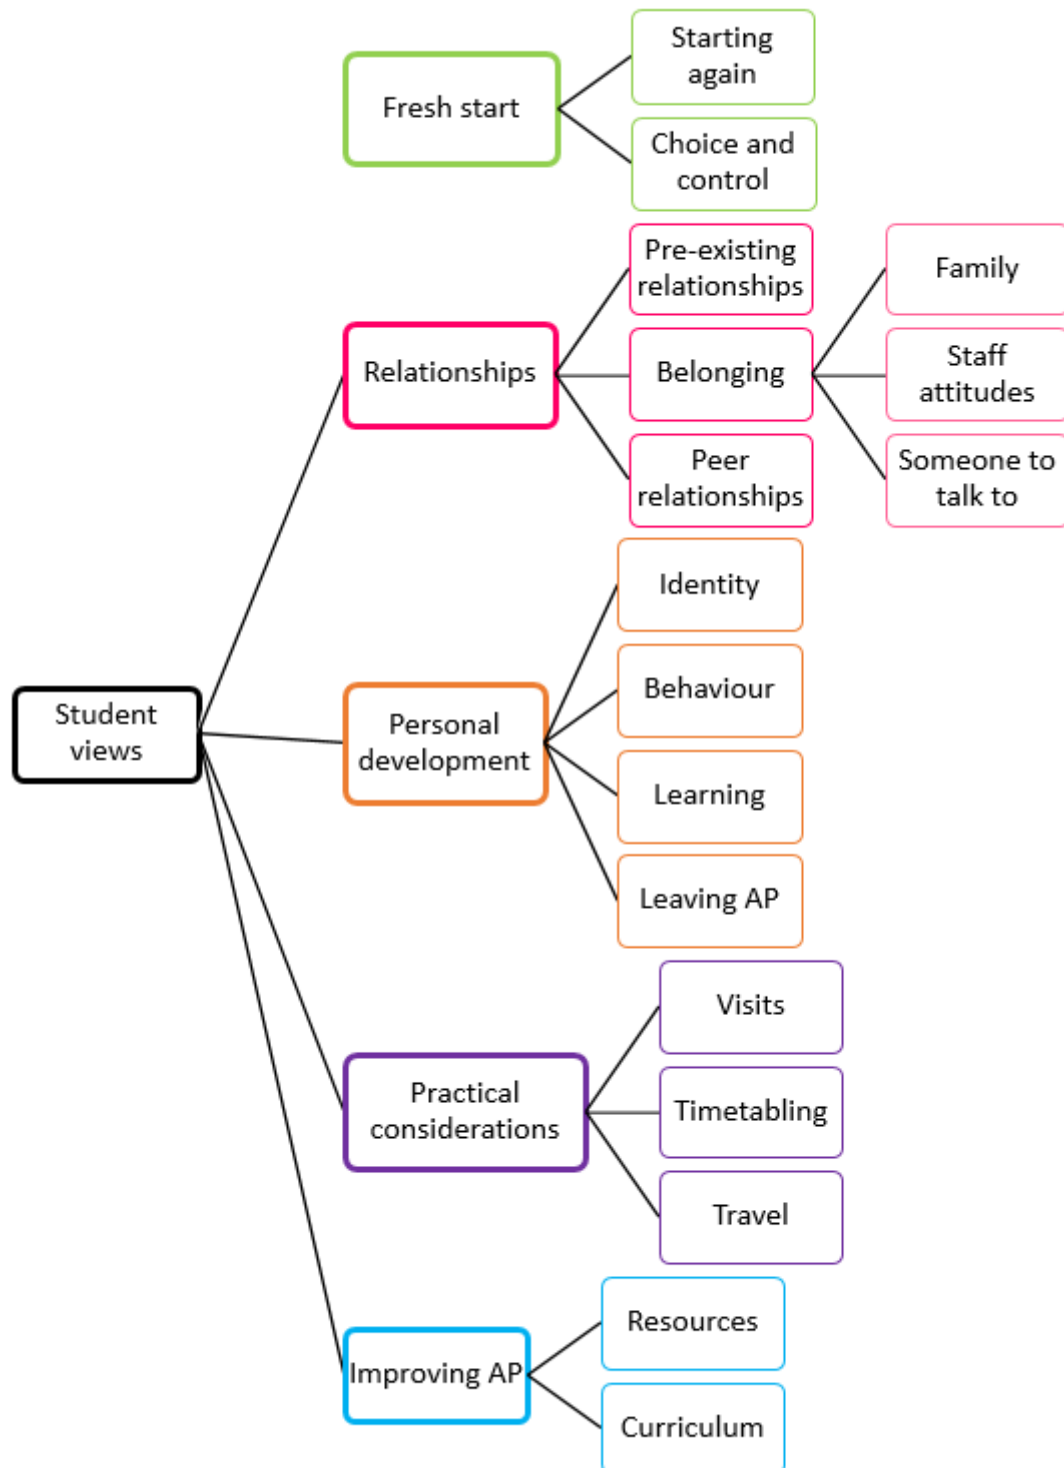 Starting
again
Fresh start
Choice and
control
Pre-existing
relationships
Family
Relationships
Belonging
Staff
attitudes
Peer
relationships
Someone to
talk to
Identity
Student
views
Personal
development
Behaviour
Learning
Leaving AP
Visits
Practical
considerations
Timetabling
Travel
Resources
Improving AP
Curriculum